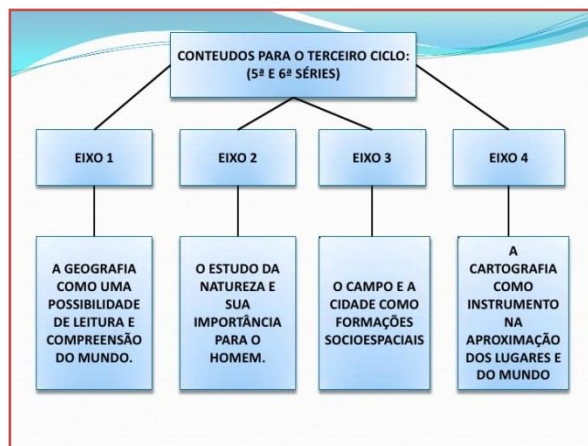 CONTEUDOS PARA O TERCEIRO CICLO:
(5ª E 6ª SÉRIES)
EIXO 1
EIXO 2
EIXO 3
EIXO 4
A GEOGRAFIA
COMO UMA
POSSIBILIDADE
DE LEITURA E
COMPREENSÃO
DO MUNDO.
O ESTUDO DA
NATUREZA E
SUA
IMPORTÂNCIA
PARA O
HOMEM.
O CAMPO E A
CIDADE COMO
FORMAÇÕES
SOCIOESPACIAIS
A
CARTOGRAFIA
COMO
INSTRUMENTO
NA
APROXIMAÇÃO
DOS LUGARES E
DO MUNDO